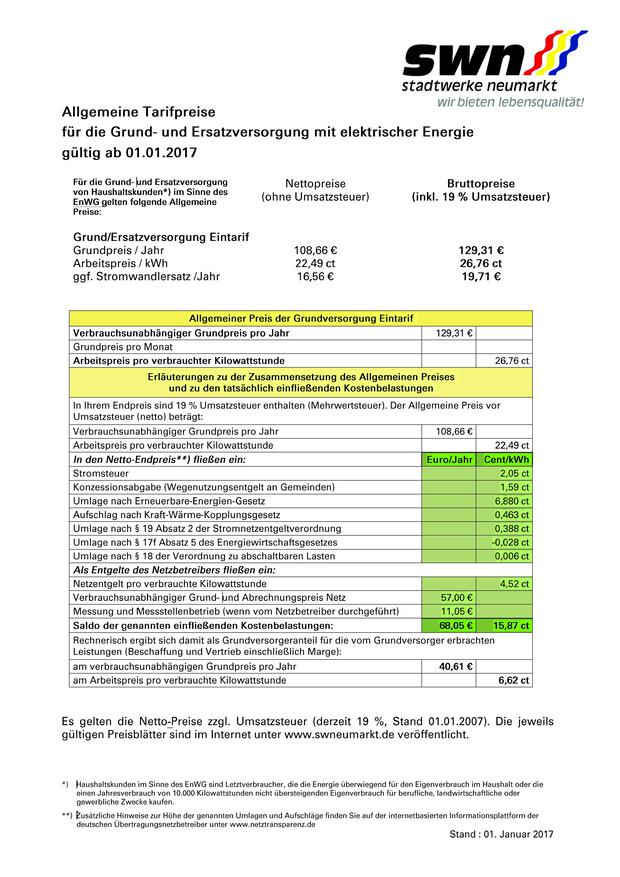 swn
stadtwerke neumarkt
wir bieten lebensqualität!
Allgemeine Tarifpreise
für die Grund- und Ersatzversorgung mit elektrischer Energie
gültig ab 01.01.2017
Für die Grund- und Ersatzversorgung
von Haushaltskunden*) im Sinne des
EnWG gelten folgende Allgemeine
Preise:
Nettopreise
(ohne Umsatzsteuer)
Bruttopreise
(inkl. 19 % Umsatzsteuer)
Grund/Ersatzversorgung Eintarif
Grundpreis / Jahr 108,66 € 129,31 €
Arbeitspreis / kWh 22,49 ct 26,76 ct
ggf. Stromwandlersatz /Jahr 16,56 € 19,71 €
Allgemeiner Preis der Grundversorgung Eintarif
Verbrauchsunabhängiger Grundpreis pro Jahr 129,31 €
Grundpreis pro Monat
Arbeitspreis pro verbrauchter Kilowattstunde 26,76 ct
Erläuterungen zu der Zusammensetzung des Allgemeinen Preises
und zu den tatsächlich einfließenden Kostenbelastungen
In Ihrem Endpreis sind 19 % Umsatzsteuer enthalten (Mehrwertsteuer). Der Allgemeine Preis vor
Umsatzsteuer (netto) beträgt:
Verbrauchsunabhängiger Grundpreis pro Jahr 108,66 €
Arbeitspreis pro verbrauchter Kilowattstunde 22,49 ct
In den Netto-Endpreis**) fließen ein: Euro/Jahr Cent/kWh
Stromsteuer 2,05 ct
Konzessionsabgabe (Wegenutzungsentgelt an Gemeinden) 1,59 ct
Umlage nach Erneuerbare-Energien-Gesetz 6,880 ct
Aufschlag nach Kraft-Wärme-Kopplungsgesetz 0,463 ct
Umlage nach § 19 Absatz 2 der Stromnetzentgeltverordnung 0,388 ct
Umlage nach § 17f Absatz 5 des Energiewirtschaftsgesetzes -0,028 ct
Umlage nach § 18 der Verordnung zu abschaltbaren Lasten 0,006 ct
Als Entgelte des Netzbetreibers fließen ein:
Netzentgelt pro verbrauchte Kilowattstunde 4,52 ct
Verbrauchsunabhängiger Grund- und Abrechnungspreis Netz 57,00 €
Messung und Messstellenbetrieb (wenn vom Netzbetreiber durchgeführt) 11,05 €
Saldo der genannten einfließenden Kostenbelastungen: 68,05 € 15,87 ct
Rechnerisch ergibt sich damit als Grundversorgeranteil für die vom Grundversorger erbrachten
Leistungen (Beschaffung und Vertrieb einschließlich Marge):
am verbrauchsunabhängigen Grundpreis pro Jahr 40,61 €
am Arbeitspreis pro verbrauchte Kilowattstunde 6,62 ct
Es gelten die Netto-Preise zzgl. Umsatzsteuer (derzeit 19 %, Stand 01.01.2007). Die jeweils
gültigen Preisblätter sind im Internet unter www.swneumarkt.de veröffentlicht.
*) Haushaltskunden im Sinne des EnWG sind Letztverbraucher, die die Energie überwiegend für den Eigenverbrauch im Haushalt oder die
einen Jahresverbrauch von 10.000 Kilowattstunden nicht übersteigenden Eigenverbrauch für berufliche, landwirtschaftliche oder
gewerbliche Zwecke kaufen.
**) Zusätzliche Hinweise zur Höhe der genannten Umlagen und Aufschläge finden Sie auf der internetbasierten Informationsplattform der
deutschen Übertragungsnetzbetreiber unter www.netztransparenz.de
Stand : 01. Januar 2017